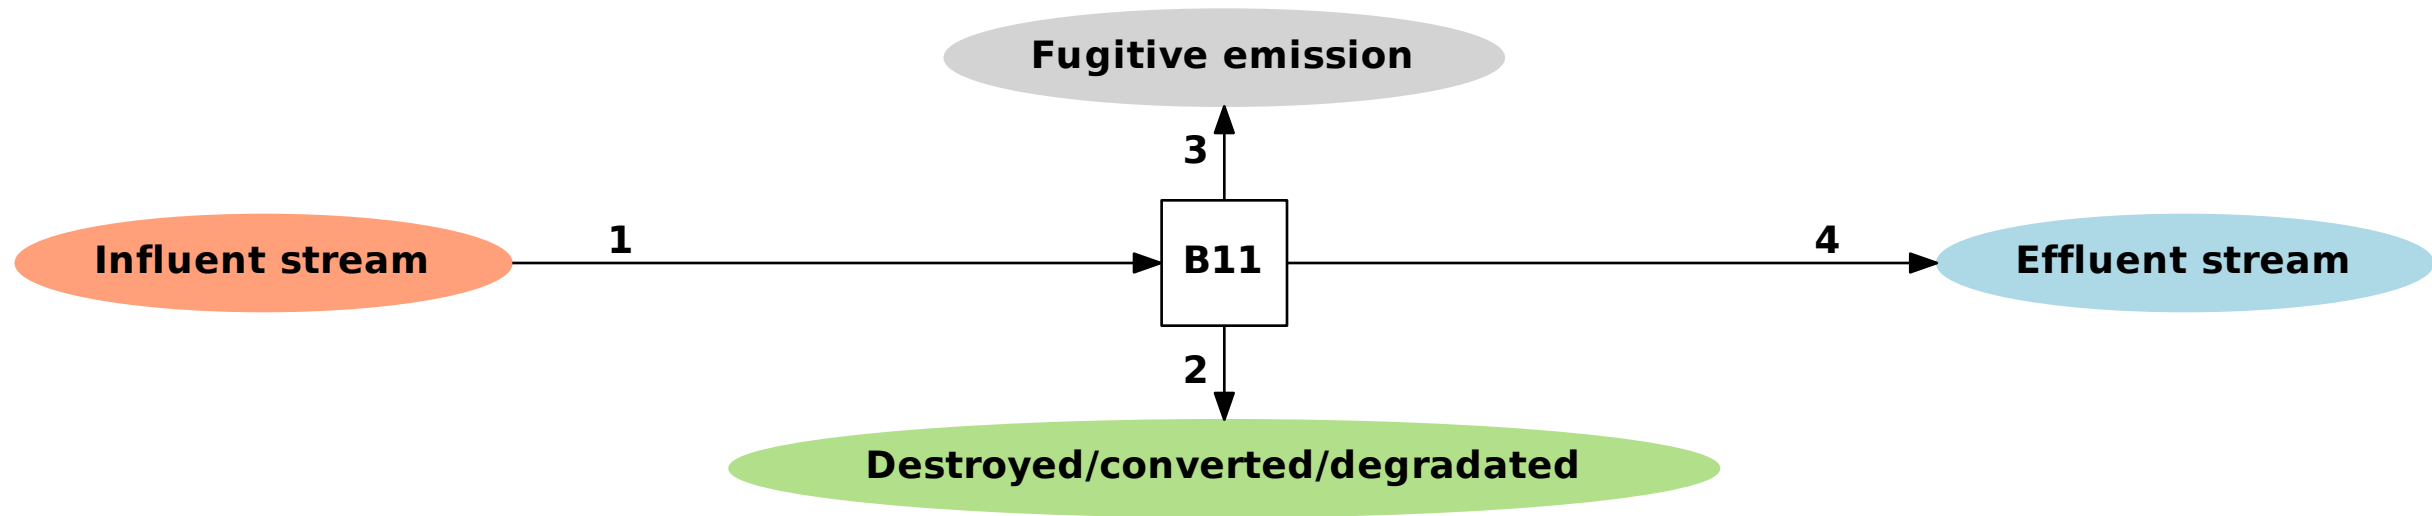 Fugitive emission
3
Influent stream
1
B11
4
Effluent stream
2
Destroyed/converted/degradated